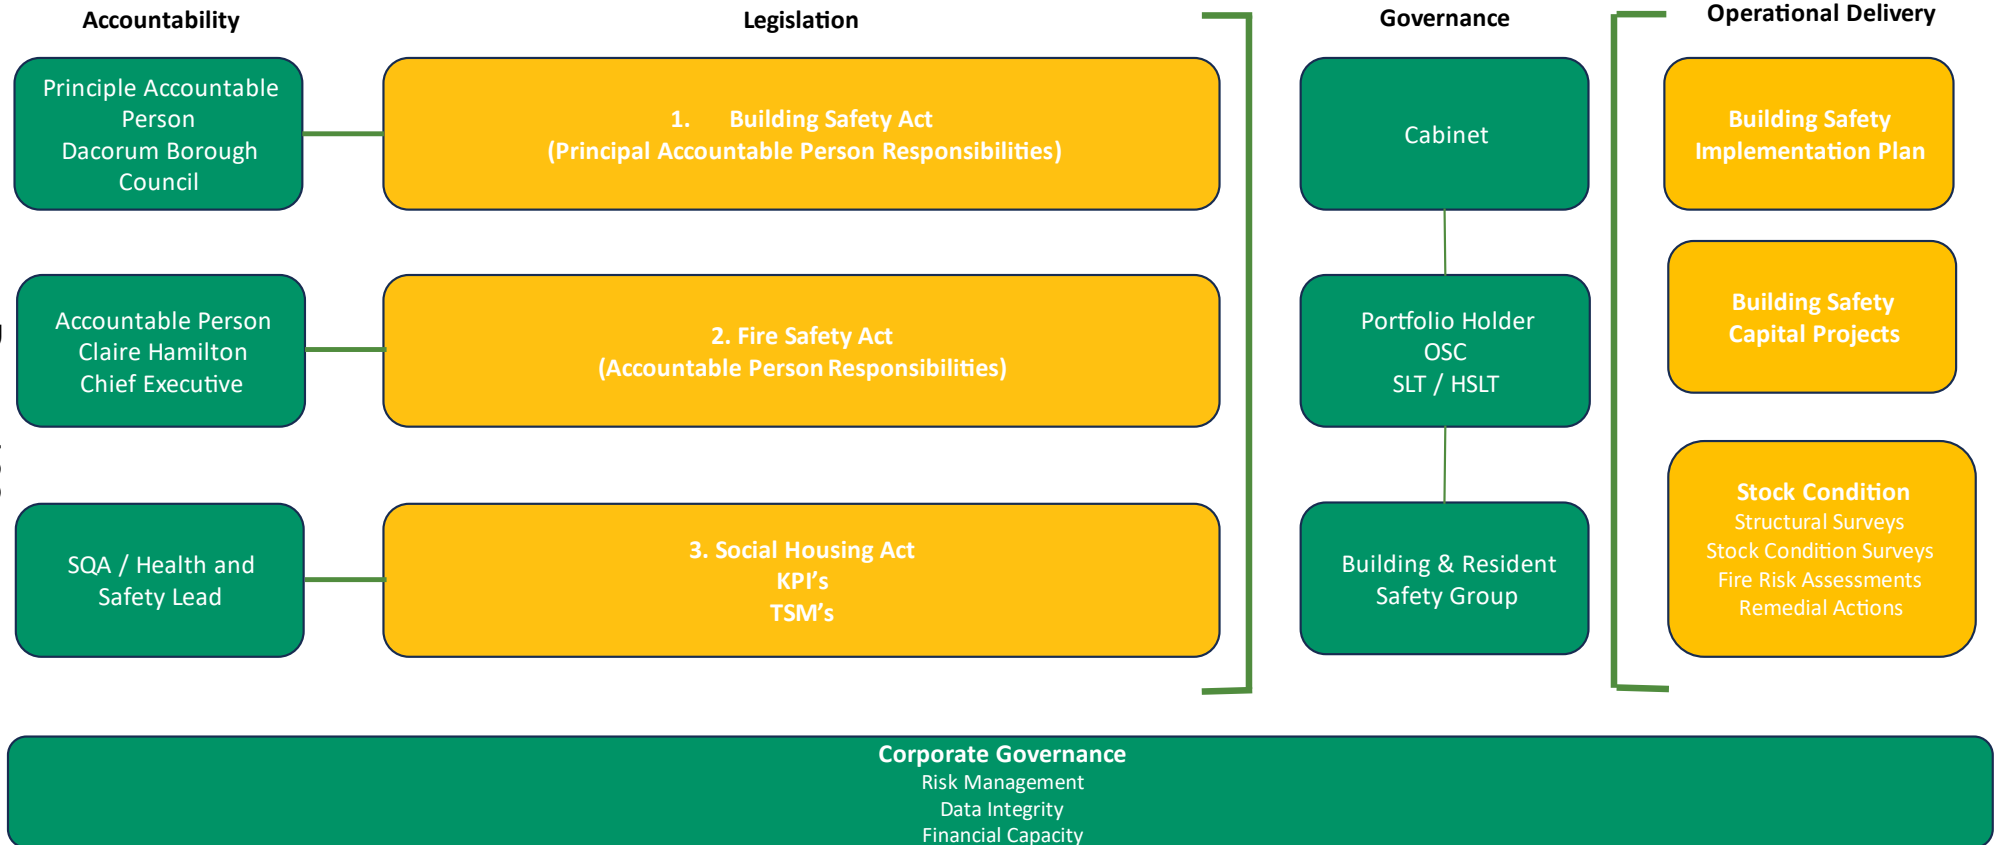 Accountability
Legislation
Governance
Operational Delivery
Principle Accountable
Person
Dacorum Borough
Council
1. Building Safety Act
(Principal Accountable Person Responsibilities)
Cabinet
Building Safety
Implementation Plan
Accountable Person
Claire Hamilton
Chief Executive
2. Fire Safety Act
(Accountable Person Responsibilities)
Portfolio Holder
OSC
SLT / HSLT
Building Safety
Capital Projects
SQA / Health and
Safety Lead
3. Social Housing Act
KPI’s
TSM’s
Building & Resident
Safety Group
Stock Condition
Structural Surveys
Stock Condition Surveys
Fire Risk Assessments
Remedial Actions
Corporate Governance
Risk Management
Data Integrity
Financial Capacity